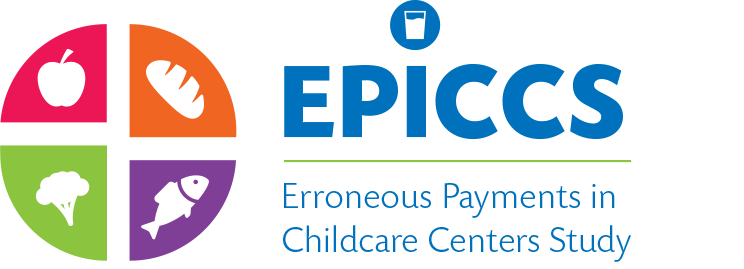 EPICCS
Erroneous Payments in
Childcare Centers Study